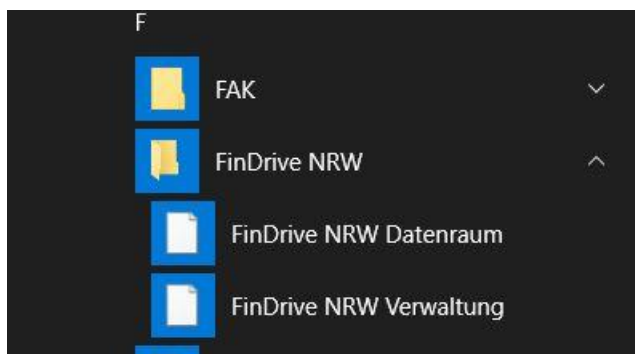 F
FAK
FinDrive NRW
FinDrive NRW Datenraum
FinDrive NRW Verwaltung